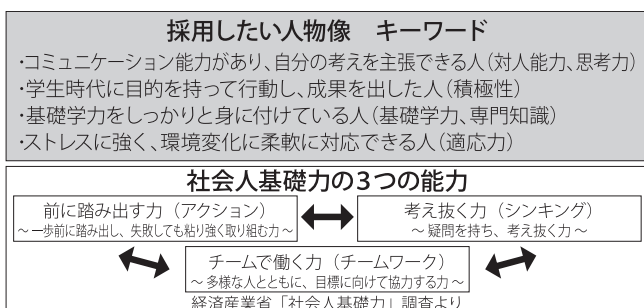 採用したい人物像　キーワード
・コミュニケーション能力があり、自分の考えを主張できる人（対人能力、思考力）
・学生時代に目的を持って行動し、成果を出した人（積極性）
・基礎学力をしっかりと身に付けている人（基礎学力、専門知識）
・ストレスに強く、環境変化に柔軟に対応できる人（適応力）
社会人基礎力の3つの能力
前に踏み出す力（アクション）
～一歩前に踏み出し、失敗しても粘り強く取り組む力～
考え抜く力（シンキング）
～疑問を持ち、考え抜く力～
チームで働く力（チームワーク）
～多様な人とともに、目標に向けて協力する力～
経済産業省「社会人基礎力」調査より